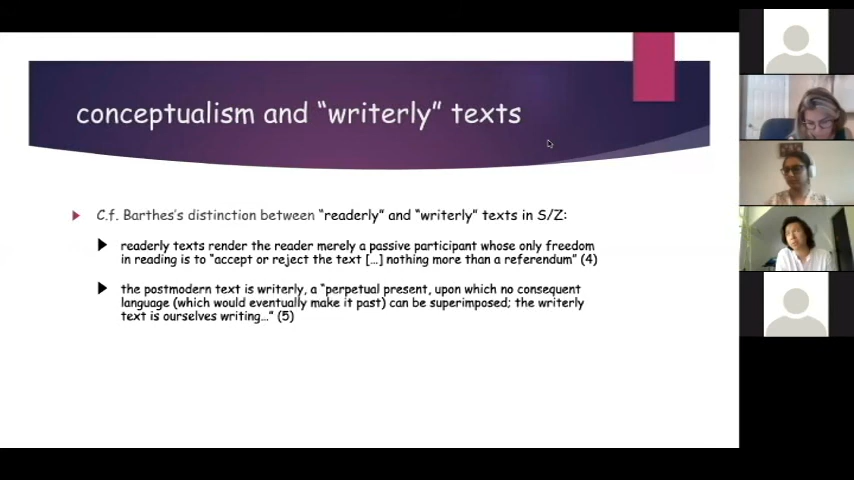 conceptualism and “writerly” texts
C.f. Barthes’s distinction between “readerly” and “writerly” texts in S/Z:
readerly texts render the reader merely a passive participant whose only freedom
in reading is to “accept or reject the text […] nothing more than a referendum” (4)
the postmodern text is writerly, a “perpetual present, upon which no consequent
language (which would eventually make it past) can be superimposed; the writerly
text is ourselves writing…” (5)